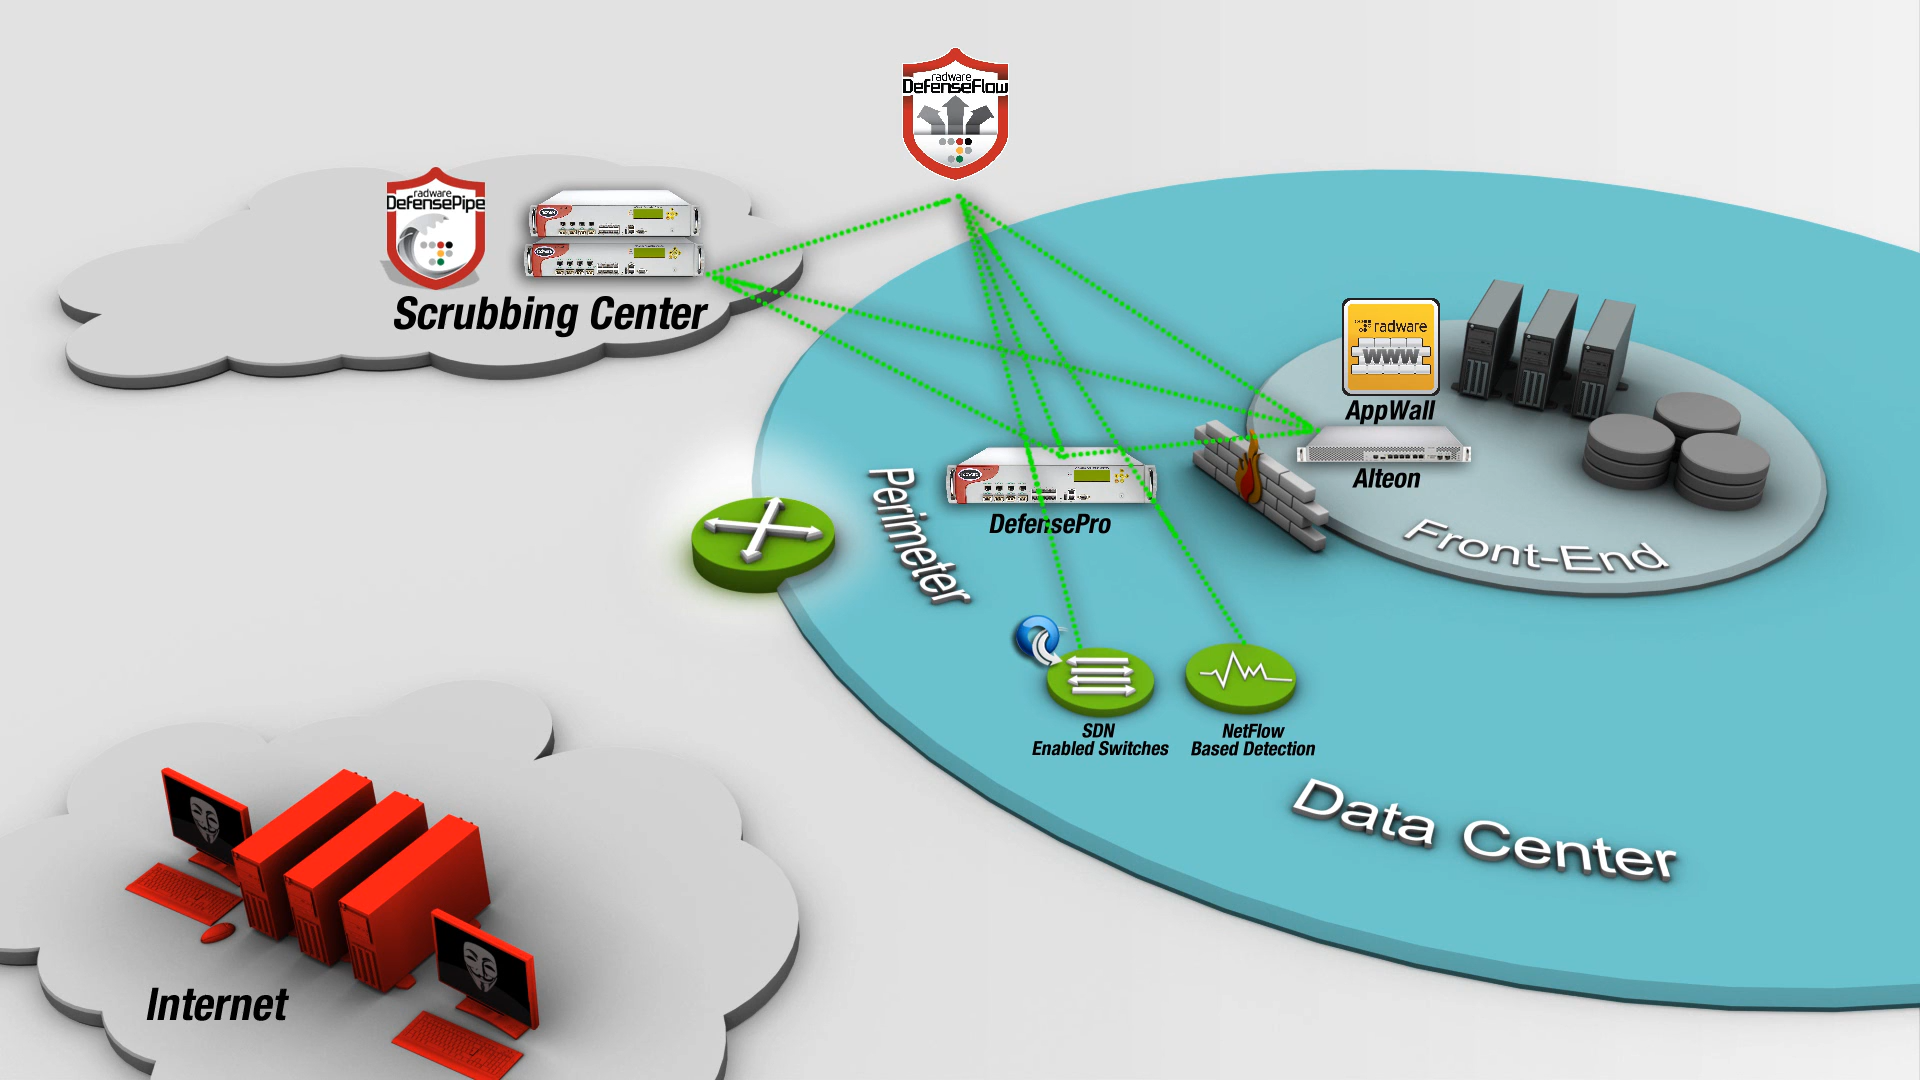 radware
DefenseFlow
radware
DefensePipe
Scrubbing Center
radware
WWW
AppWall
Alteon
DefensePro
Perimeter
Front-End
SDN
Enabled Switches
NetFlow
Based Detection
Data Center
Internet